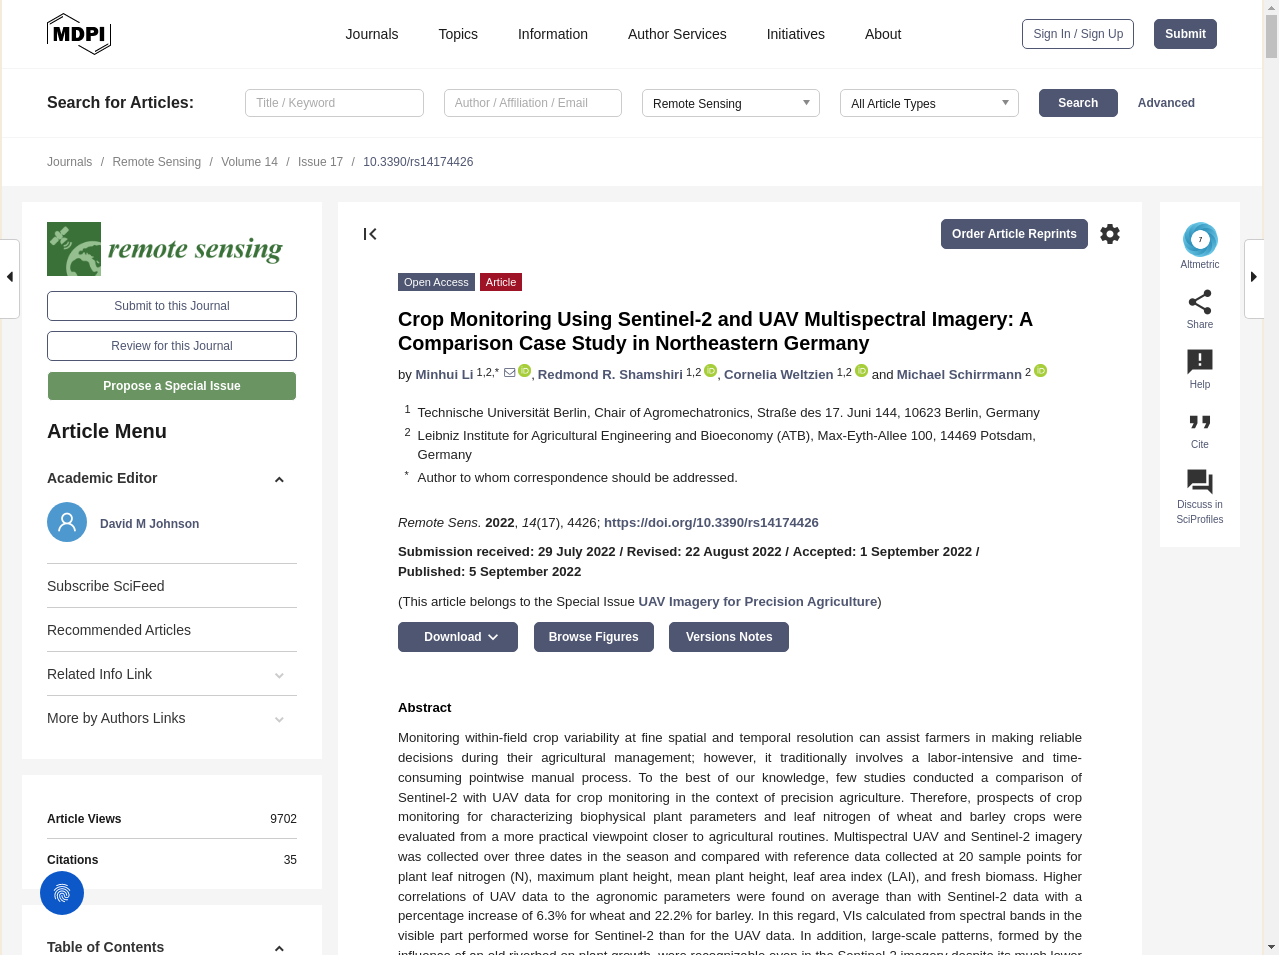 MDPI
Journals Topics Information Author Services Initiatives About
Sign In / Sign Up Submit
Search for Articles: Title / Keyword Author / Affiliation / Email Remote Sensing All Article Types Search Advanced
Journals / Remote Sensing / Volume 14 / Issue 17 / 10.3390/rs14174426
remote sensing
Submit to this Journal
Review for this Journal
Propose a Special Issue
Article Menu
Academic Editor
David M Johnson
Subscribe SciFeed
Recommended Articles
Related Info Link
More by Authors Links
Article Views 9702
Citations 35
Table of Contents
Order Article Reprints
Open Access Article
Crop Monitoring Using Sentinel-2 and UAV Multispectral Imagery: A
Comparison Case Study in Northeastern Germany
by Minhui Li 1,2,* , Redmond R. Shamshiri 1,2 , Cornelia Weltzien 1,2 and Michael Schirrmann 2
1 Technische Universität Berlin, Chair of Agromechatronics, Straße des 17. Juni 144, 10623 Berlin, Germany
2 Leibniz Institute for Agricultural Engineering and Bioeconomy (ATB), Max-Eyth-Allee 100, 14469 Potsdam,
Germany
* Author to whom correspondence should be addressed.
Remote Sens. 2022, 14(17), 4426; https://doi.org/10.3390/rs14174426
Submission received: 29 July 2022 / Revised: 22 August 2022 / Accepted: 1 September 2022 /
Published: 5 September 2022
(This article belongs to the Special Issue UAV Imagery for Precision Agriculture)
Download Browse Figures Versions Notes
Abstract
Monitoring within-field crop variability at fine spatial and temporal resolution can assist farmers in making reliable
decisions during their agricultural management; however, it traditionally involves a labor-intensive and time-
consuming pointwise manual process. To the best of our knowledge, few studies conducted a comparison of
Sentinel-2 with UAV data for crop monitoring in the context of precision agriculture. Therefore, prospects of crop
monitoring for characterizing biophysical plant parameters and leaf nitrogen of wheat and barley crops were
evaluated from a more practical viewpoint closer to agricultural routines. Multispectral UAV and Sentinel-2 imagery
was collected over three dates in the season and compared with reference data collected at 20 sample points for
plant leaf nitrogen (N), maximum plant height, mean plant height, leaf area index (LAI), and fresh biomass. Higher
correlations of UAV data to the agronomic parameters were found on average than with Sentinel-2 data with a
percentage increase of 6.3% for wheat and 22.2% for barley. In this regard, VIs calculated from spectral bands in the
visible part performed worse for Sentinel-2 than for the UAV data. In addition, large-scale patterns, formed by the
influence of an old riverbed on plant growth, were recognizable even in the Sentinel-2 imagery despite its much lower
7
Altmetric
Share
Help
Cite
Discuss in
SciProfiles